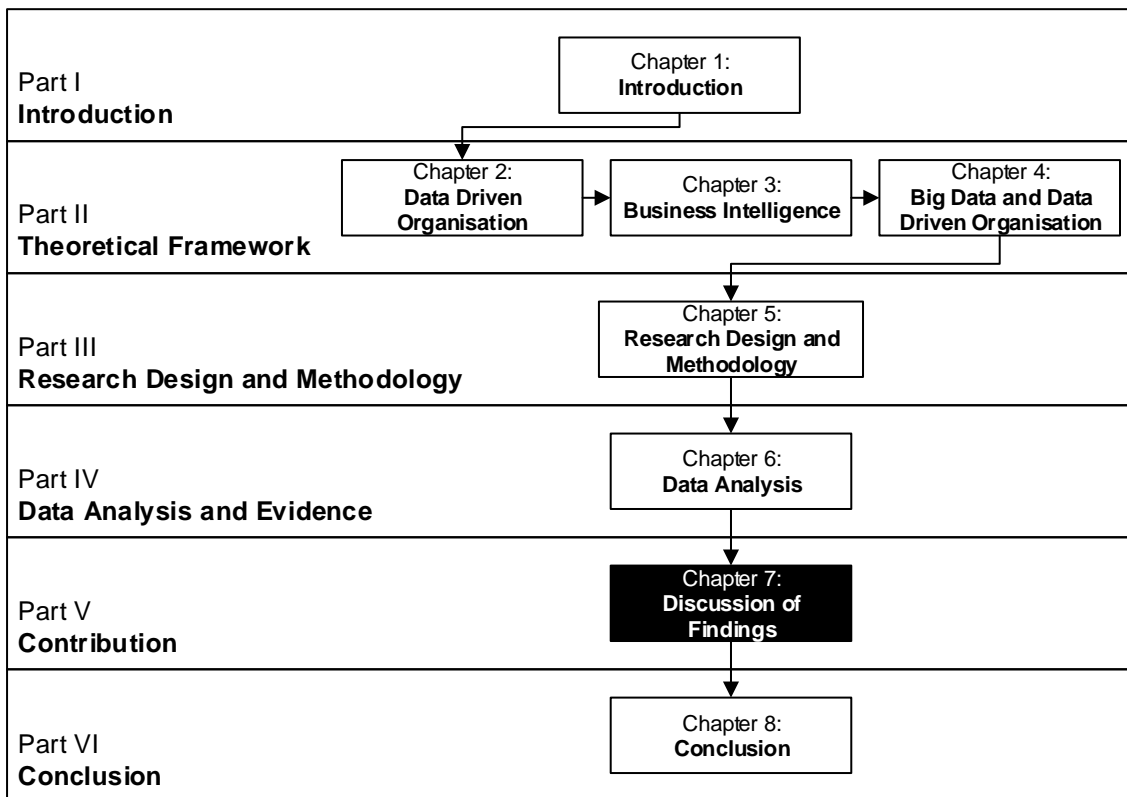 Part I
Introduction
Chapter 1:
Introduction
Part II
Theoretical Framework
Chapter 2:
Data Driven
Organisation
Chapter 3:
Business Intelligence
Chapter 4:
Big Data and Data
Driven Organisation
Part III
Research Design and Methodology
Chapter 5:
Research Design and
Methodology
Part IV
Data Analysis and Evidence
Chapter 6:
Data Analysis
Part V
Contribution
Chapter 7:
Discussion of
Findings
Part VI
Conclusion
Chapter 8:
Conclusion